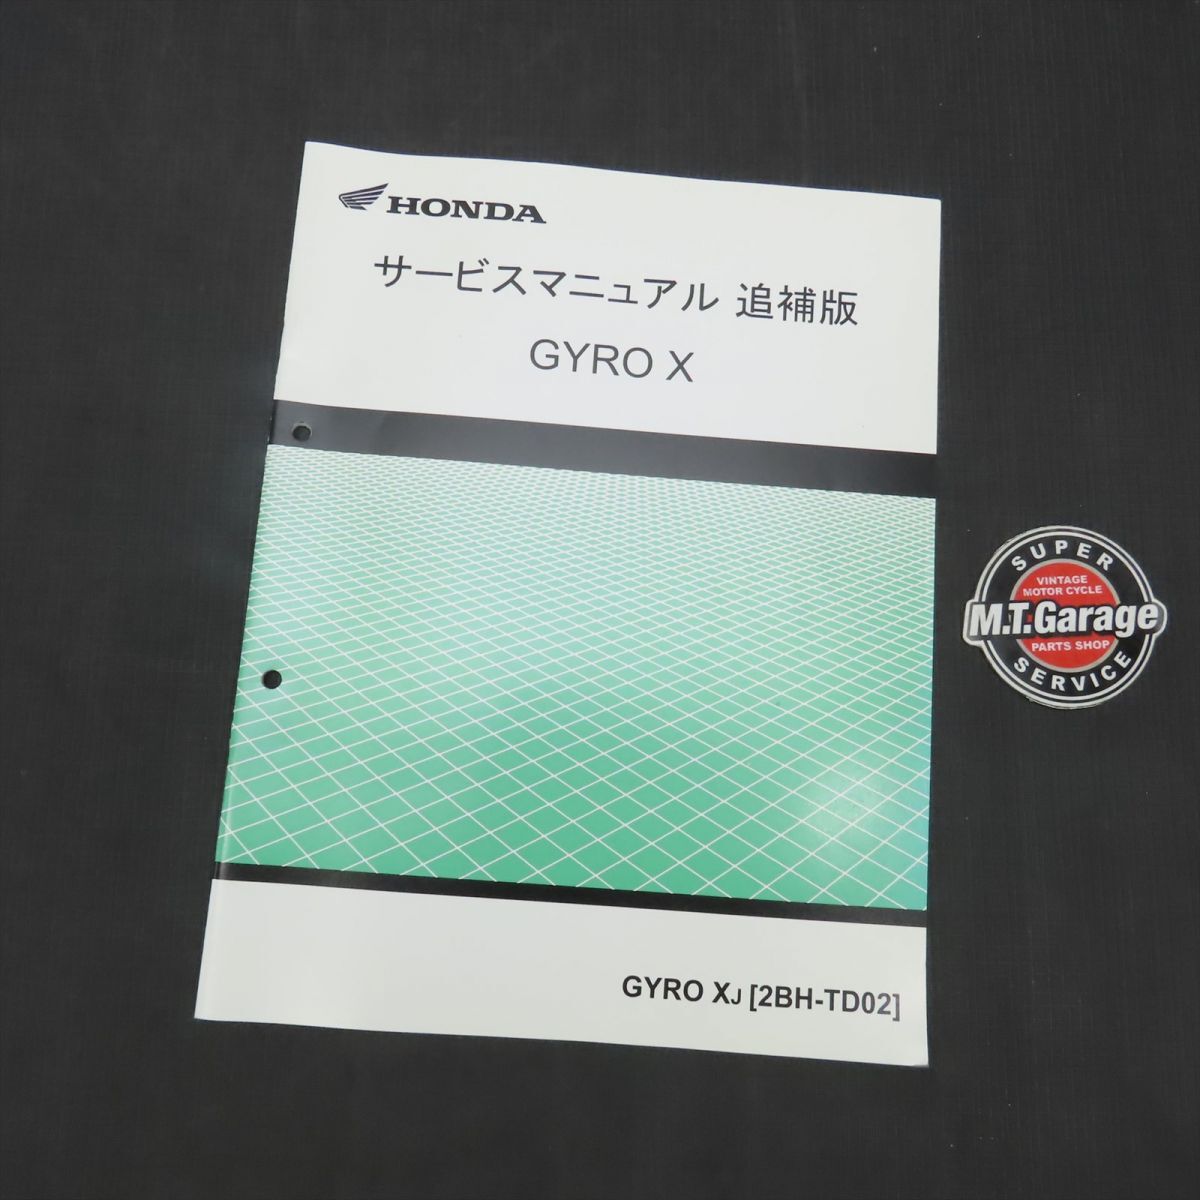 HONDA
サービスマニュアル 追補版
GYRO X
GYRO XJ [2BH-TD02]
SUPER
VINTAGE
MOTOR CYCLE
M.T.Garage
PARTS SHOP
SERVICE